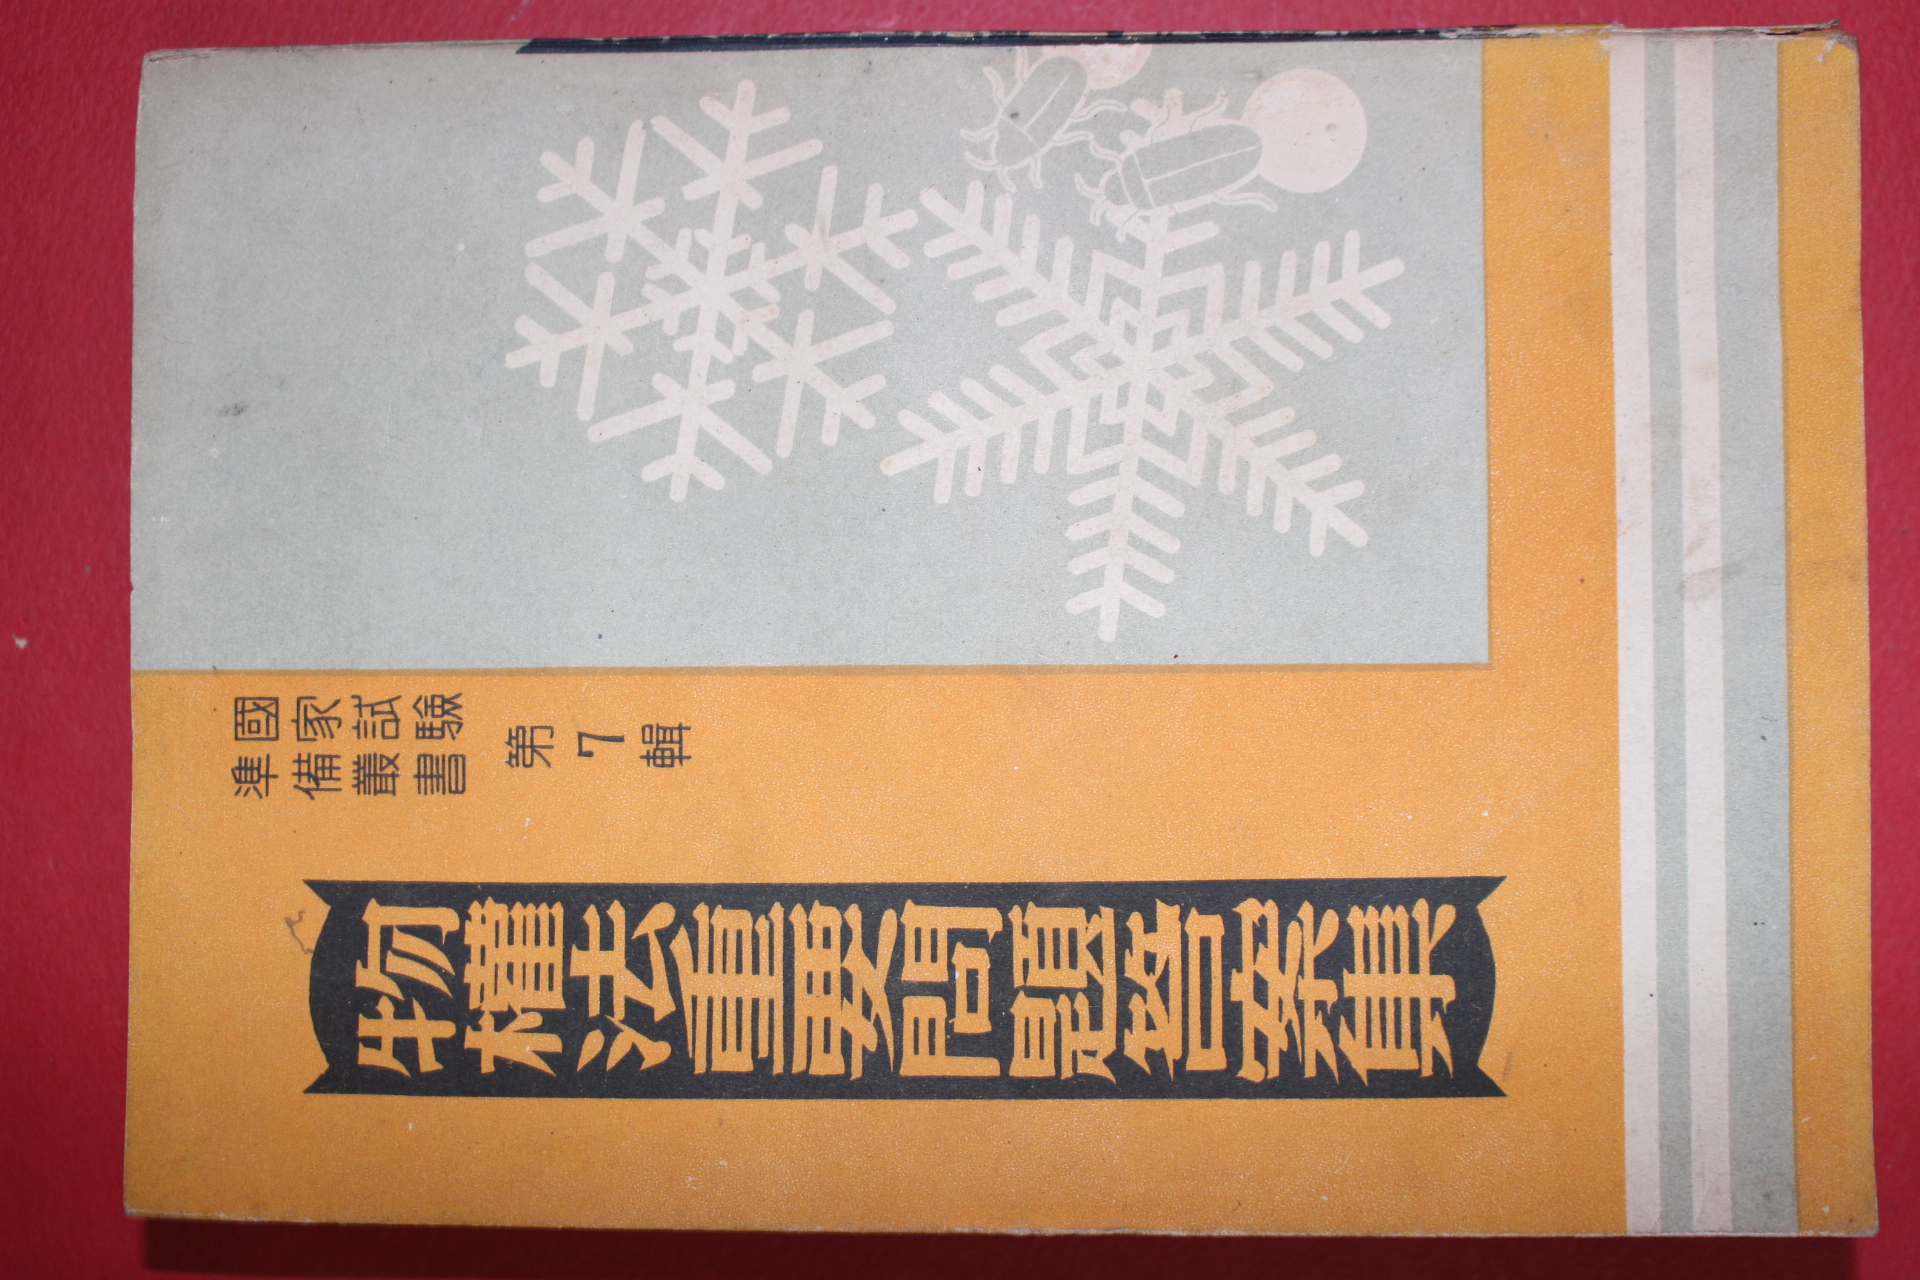 國家試驗
準備叢書
第7輯
物權法重要問題答案集